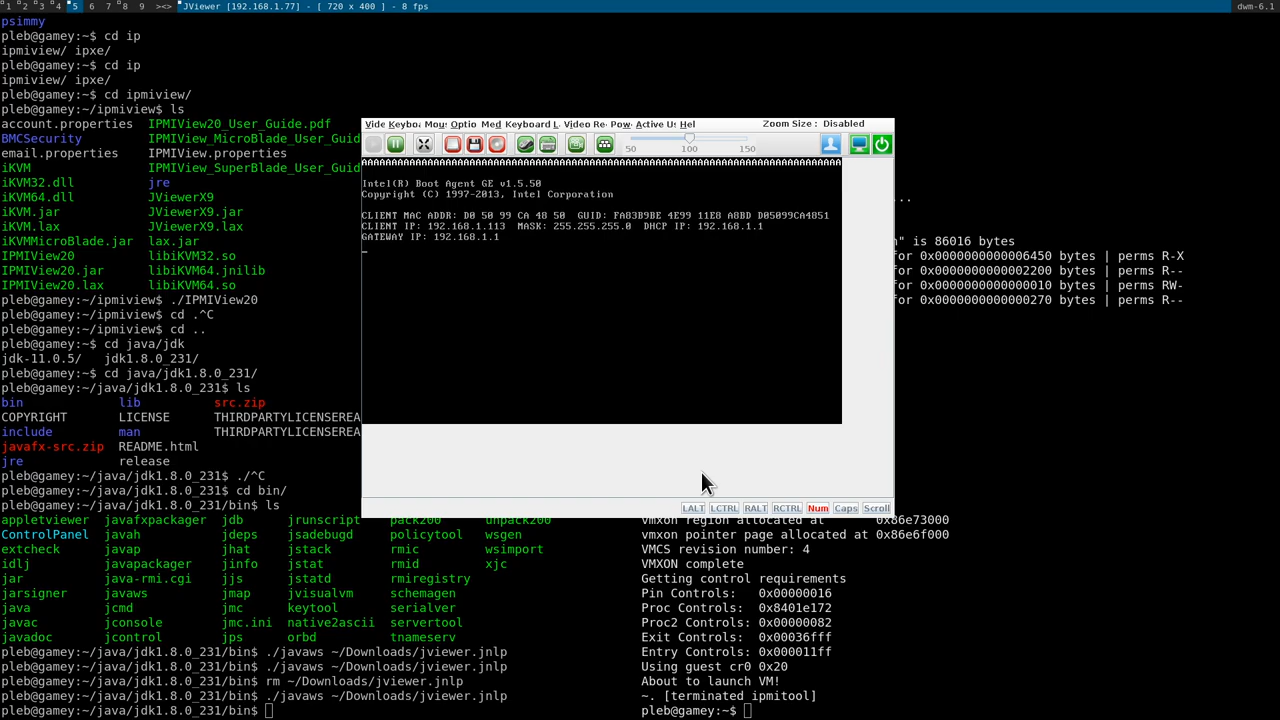 1 2 3 4 5 6 7 8 9 ><> JViewer [192.168.1.77] - [ 720 x 400 ] - 8 fps dwm-6.1
psimmy
pleb@gamey:~$ cd ip
ipmiview/ ipxe/
pleb@gamey:~$ cd ip
ipmiview/ ipxe/
pleb@gamey:~$ cd ipmiview/
pleb@gamey:~/ipmiview$ ls
account.properties IPMIView20_User_Guide.pdf
BMCSecurity IPMIView_MicroBlade_User_Guid
email.properties IPMIView.properties
iKVM IPMIView_SuperBlade_User_Guid
iKVM32.dll jre
iKVM64.dll JViewerX9
iKVM.jar JViewerX9.jar
iKVM.lax JViewerX9.lax
iKVMMicroBlade.jar lax.jar
IPMIView20 libiKVM32.so
IPMIView20.jar libiKVM64.jnilib
IPMIView20.lax libiKVM64.so
pleb@gamey:~/ipmiview$ ./IPMIView20
pleb@gamey:~/ipmiview$ cd .^C
pleb@gamey:~/ipmiview$ cd ..
pleb@gamey:~$ cd java/jdk
jdk-11.0.5/ jdk1.8.0_231/
pleb@gamey:~$ cd java/jdk1.8.0_231/
pleb@gamey:~/java/jdk1.8.0_231$ ls
bin lib src.zip
COPYRIGHT LICENSE THIRDPARTYLICENSEREA
include man THIRDPARTYLICENSEREA
javafx-src.zip README.html
jre release
pleb@gamey:~/java/jdk1.8.0_231$ ./^C
pleb@gamey:~/java/jdk1.8.0_231$ cd bin/
pleb@gamey:~/java/jdk1.8.0_231/bin$ ls
appletviewer javafxpackager jdb jrunscript pack200 unpack200
ControlPanel javah jdeps jsadebugd policytool wsgen
extcheck javap jhat jstack rmic wsimport
idlj javapackager jinfo jstat rmid xjc
jar java-rmi.cgi jjs jstatd rmiregistry
jarsigner javaws jmap jvisualvm schemagen
java jcmd jmc keytool serialver
javac jconsole jmc.ini native2ascii servertool
javadoc jcontrol jps orbd tnameserv
pleb@gamey:~/java/jdk1.8.0_231/bin$ ./javaws ~/Downloads/jviewer.jnlp
pleb@gamey:~/java/jdk1.8.0_231/bin$ ./javaws ~/Downloads/jviewer.jnlp
pleb@gamey:~/java/jdk1.8.0_231/bin$ rm ~/Downloads/jviewer.jnlp
pleb@gamey:~/java/jdk1.8.0_231/bin$ ./javaws ~/Downloads/jviewer.jnlp
pleb@gamey:~/java/jdk1.8.0_231/bin$
Vide Keybo Mou Optio Med Keyboard L Video Re Pow Active U Hel Zoom Size : Disabled
50 100 150
Intel(R) Boot Agent GE v1.5.50
Copyright (C) 1997-2013, Intel Corporation
CLIENT MAC ADDR: D0 50 99 CA 48 50 GUID: FA83B9BE 4E99 11E8 A8BD D05099CA4851
CLIENT IP: 192.168.1.113 MASK: 255.255.255.0 DHCP IP: 192.168.1.1
GATEWAY IP: 192.168.1.1
LALT LCTRL RALT RCTRL Num Caps Scroll
...
" is 86016 bytes
for 0x0000000000006450 bytes | perms R-X
for 0x0000000000002200 bytes | perms R--
for 0x0000000000000010 bytes | perms RW-
for 0x0000000000000270 bytes | perms R--
vmxon region allocated at 0x86e73000
vmxon pointer page allocated at 0x86e6f000
VMCS revision number: 4
VMXON complete
Getting control requirements
Pin Controls: 0x00000016
Proc Controls: 0x8401e172
Proc2 Controls: 0x00000082
Exit Controls: 0x00036fff
Entry Controls: 0x000011ff
Using guest cr0 0x20
About to launch VM!
~. [terminated ipmitool]
pleb@gamey:~$